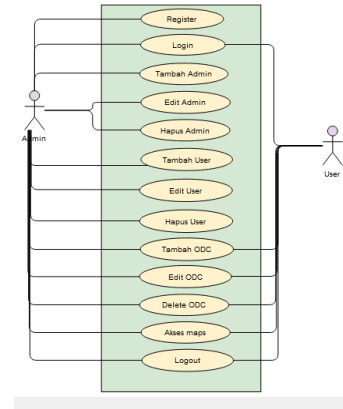 Register
Login
Tambah Admin
Edit Admin
Hapus Admin
Admin
Tambah User
User
Edit User
Hapus User
Tambah ODC
Edit ODC
Delete ODC
Akses maps
Logout